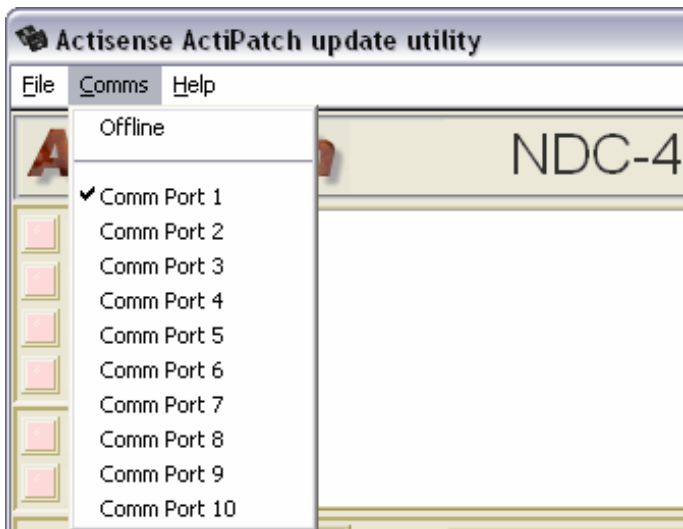 Actisense ActiPatch update utility
File Comms Help
Offline
NDC-4
Comm Port 1
Comm Port 2
Comm Port 3
Comm Port 4
Comm Port 5
Comm Port 6
Comm Port 7
Comm Port 8
Comm Port 9
Comm Port 10